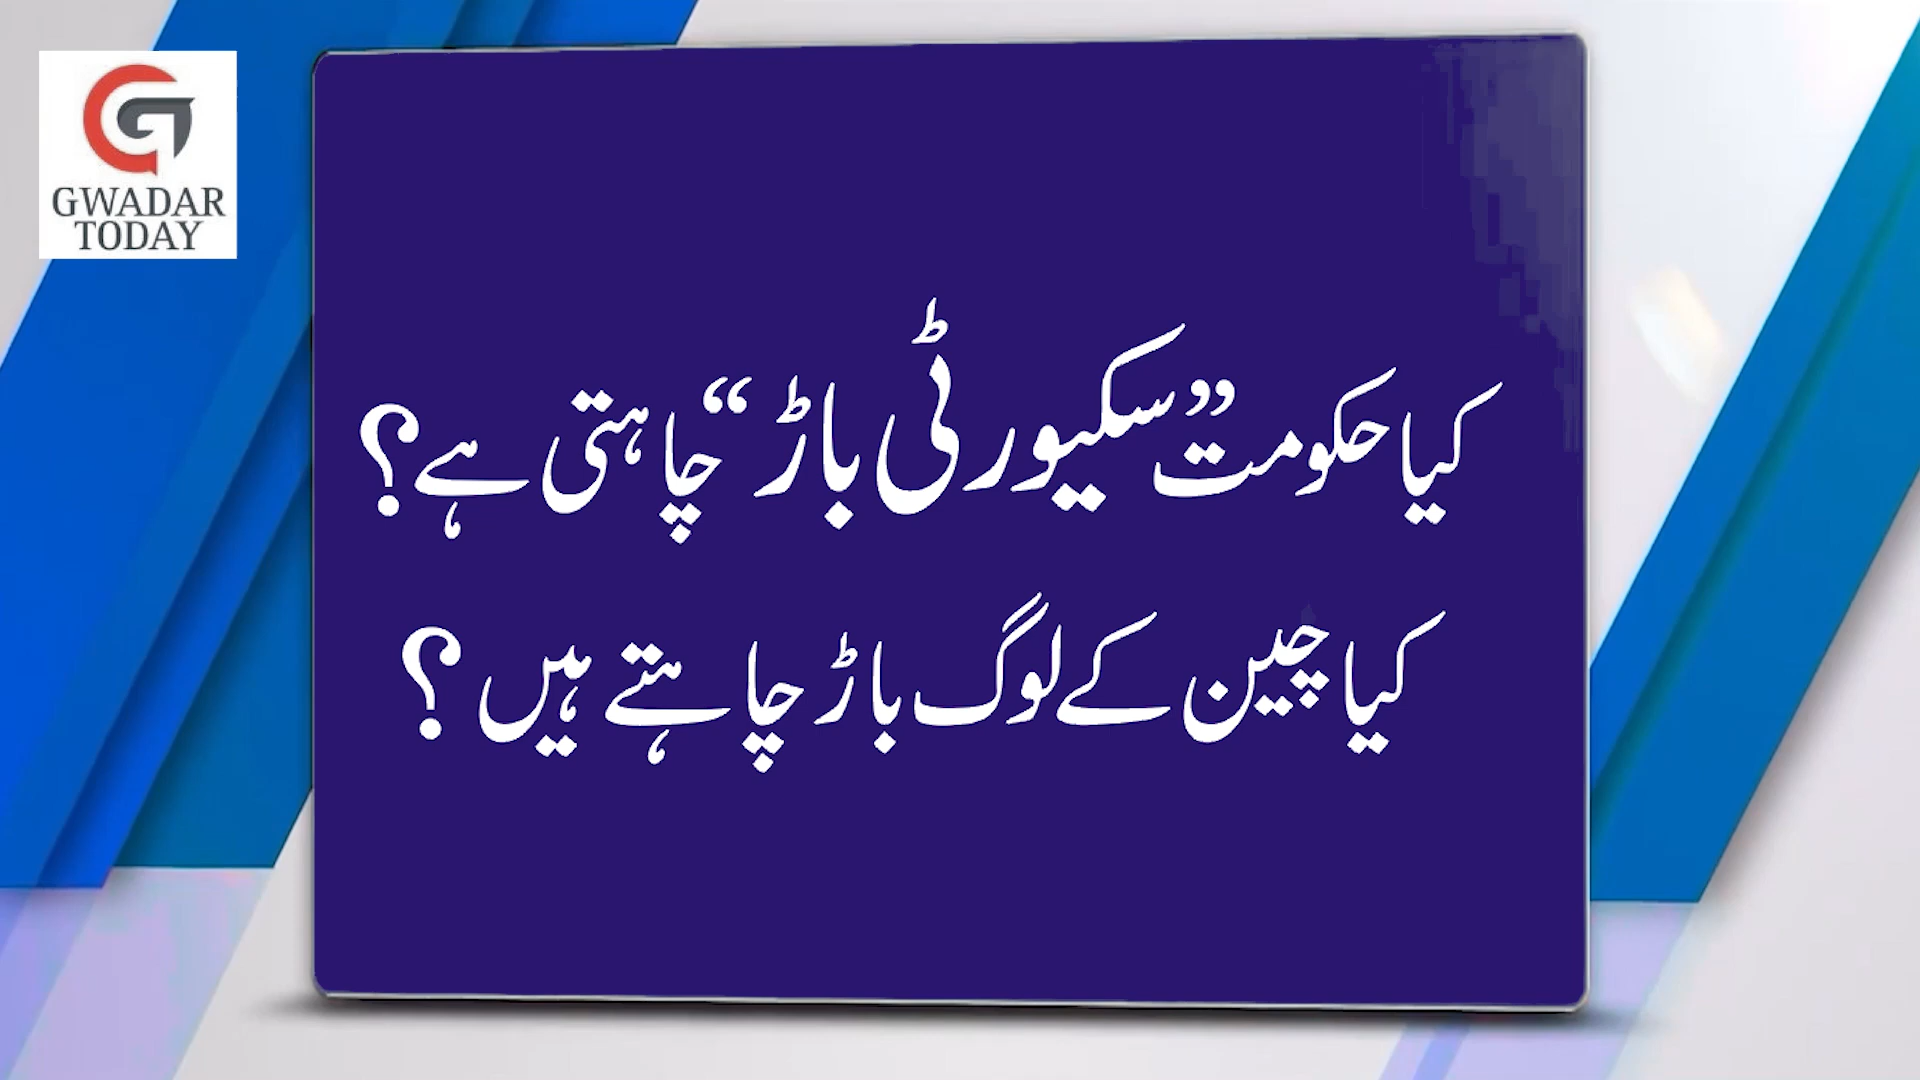 GWADAR
TODAY
کیا حکومت ’’سکیورٹی باڑ‘‘ چاہتی ہے؟
کیا چین کے لوگ باڑ چاہتے ہیں ؟